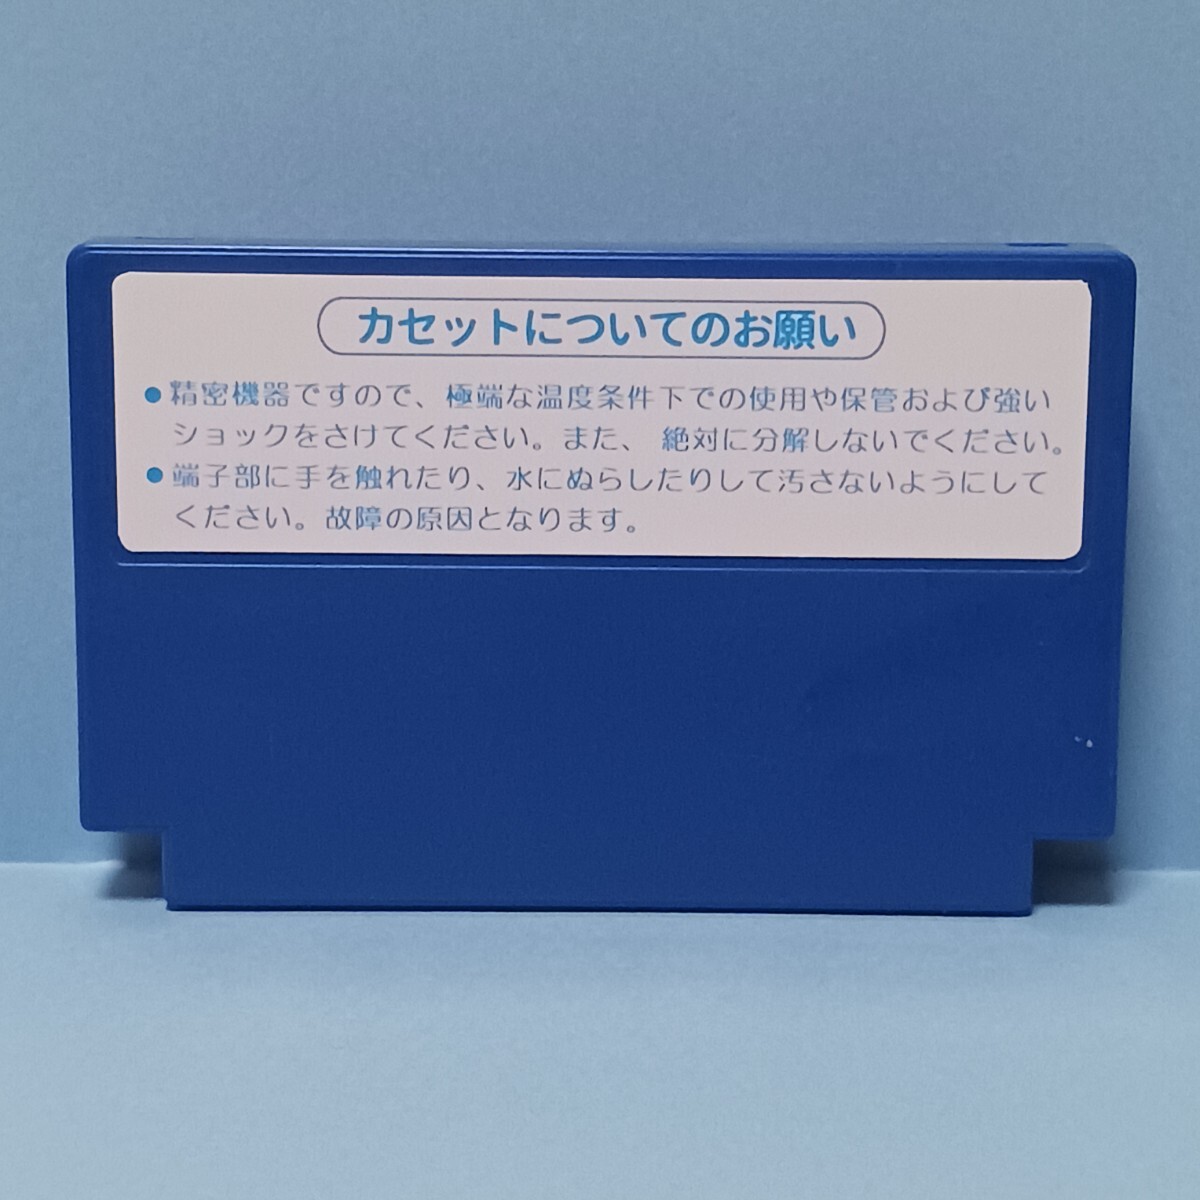 カセットについてのお願い
●精密機器ですので、極端な温度条件下での使用や保管および強い
ショックをさけてください。また、絶対に分解しないでください。
●端子部に手を触れたり、水にぬらしたりして汚さないようにして
ください。故障の原因となります。